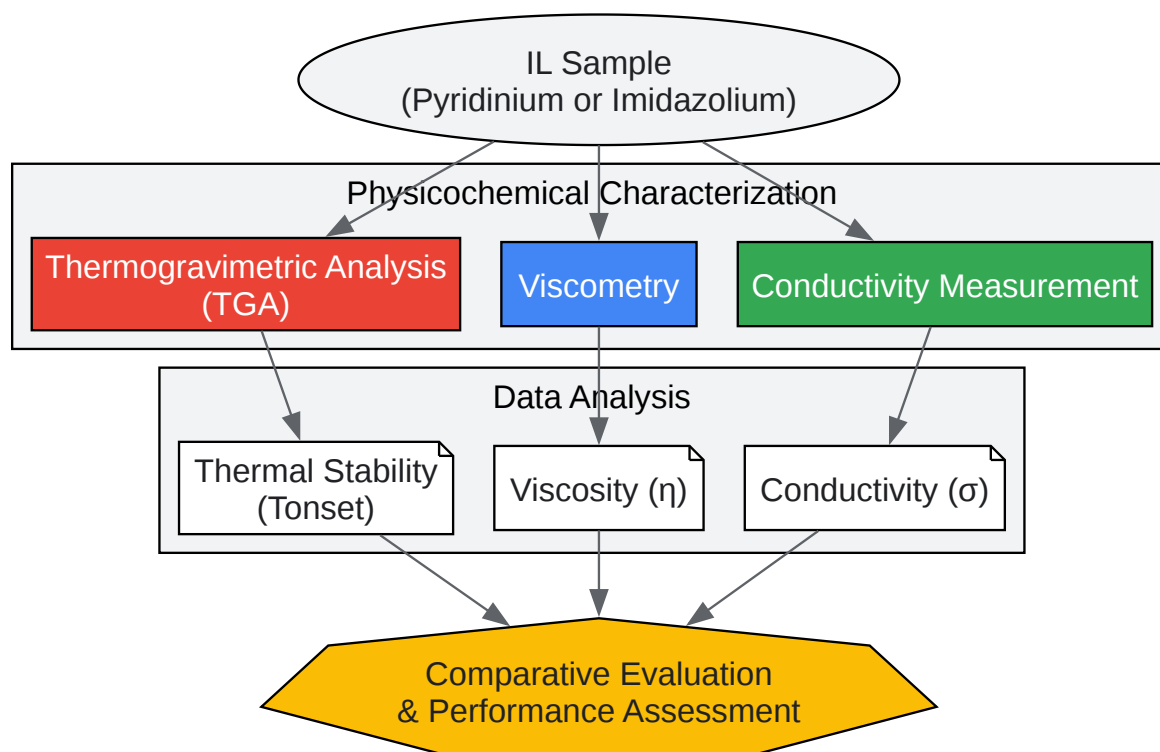 IL Sample
(Pyridinium or Imidazolium)
Physicochemical Characterization
Thermogravimetric Analysis
(TGA)
Viscometry
Conductivity Measurement
Data Analysis
Thermal Stability
(Tonset)
Viscosity (η)
Conductivity (σ)
Comparative Evaluation
& Performance Assessment